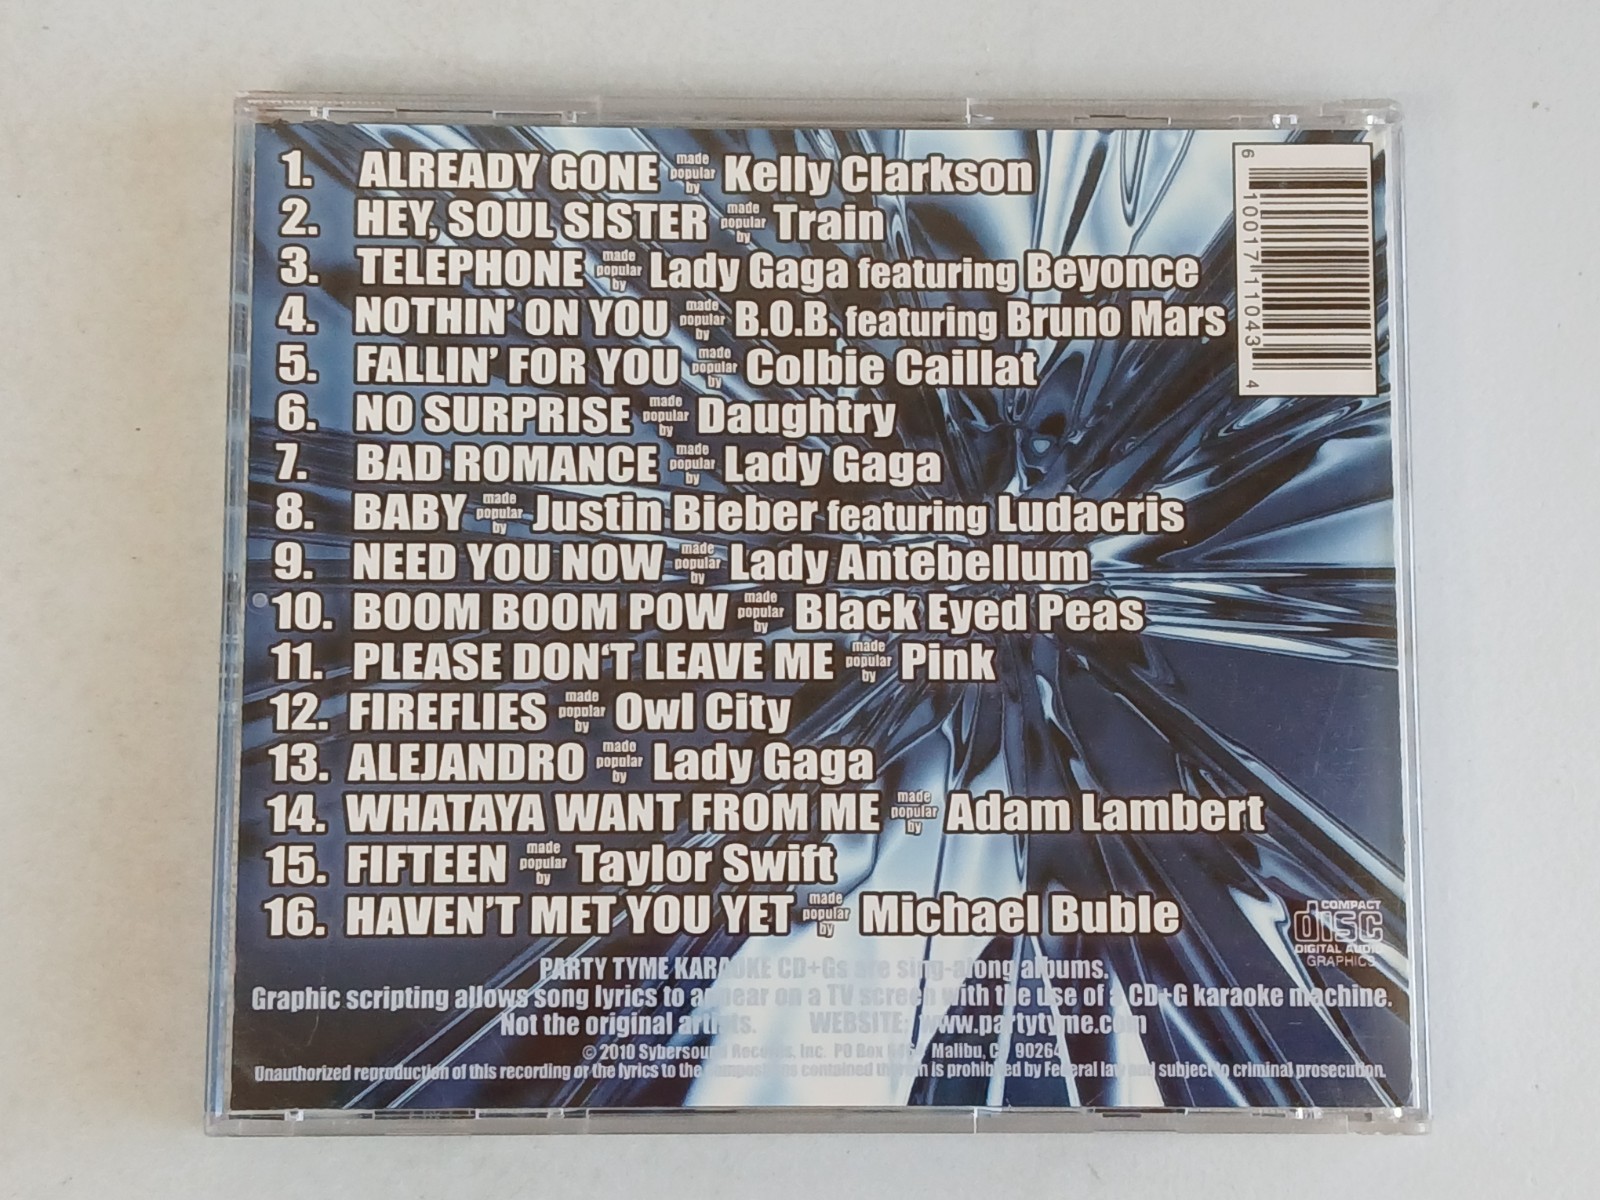 1. ALREADY GONE made popular by Kelly Clarkson
2. HEY, SOUL SISTER made popular by Train
3. TELEPHONE made popular by Lady Gaga featuring Beyonce
4. NOTHIN' ON YOU made popular by B.O.B. featuring Bruno Mars
5. FALLIN' FOR YOU made popular by Colbie Caillat
6. NO SURPRISE made popular by Daughtry
7. BAD ROMANCE made popular by Lady Gaga
8. BABY made popular by Justin Bieber featuring Ludacris
9. NEED YOU NOW made popular by Lady Antebellum
10. BOOM BOOM POW made popular by Black Eyed Peas
11. PLEASE DON'T LEAVE ME made popular by Pink
12. FIREFLIES made popular by Owl City
13. ALEJANDRO made popular by Lady Gaga
14. WHATAYA WANT FROM ME made popular by Adam Lambert
15. FIFTEEN made popular by Taylor Swift
16. HAVEN'T MET YOU YET made popular by Michael Buble
6 10017 11043 4
COMPACT
disc
DIGITAL AUDIO
GRAPHICS
PARTY TYME KARAOKE CD+Gs are sing-along albums.
Graphic scripting allows song lyrics to appear on a TV screen with the use of a CD+G karaoke machine.
Not the original artists. WEBSITE: www.partytyme.com
© 2010 Sybersound Records, Inc. PO Box Malibu, CA 90264
Unauthorized reproduction of this recording or the lyrics to the compositions contained therein is prohibited by Federal law and subject to criminal prosecution.